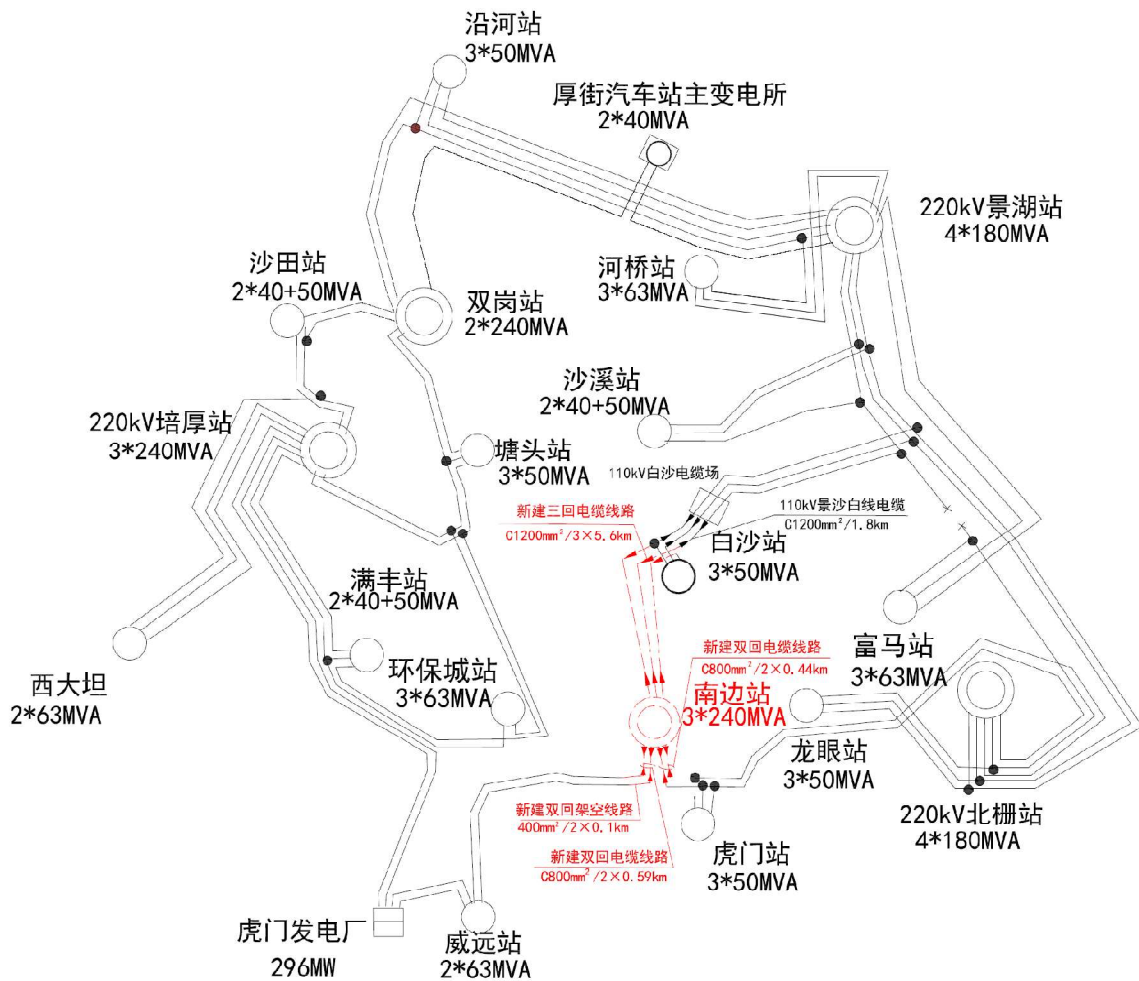 沿河站
3*50MVA
厚街汽车站主变电所
2*40MVA
220kV景湖站
4*180MVA
沙田站
2*40+50MVA
双岗站
2*240MVA
河桥站
3*63MVA
沙溪站
2*40+50MVA
220kV培厚站
3*240MVA
塘头站
3*50MVA
110kV白沙电缆场
新建三回电缆线路
C1200mm²/3×5.6km
110kV景沙白线电缆
C1200mm²/1.8km
白沙站
3*50MVA
满丰站
2*40+50MVA
富马站
3*63MVA
新建双回电缆线路
C800mm²/2×0.44km
环保城站
3*63MVA
南边站
3*240MVA
西大坦
2*63MVA
龙眼站
3*50MVA
新建双回架空线路
400mm²/2×0.1km
220kV北栅站
4*180MVA
新建双回电缆线路
C800mm²/2×0.59km
虎门站
3*50MVA
虎门发电厂
296MW
威远站
2*63MVA